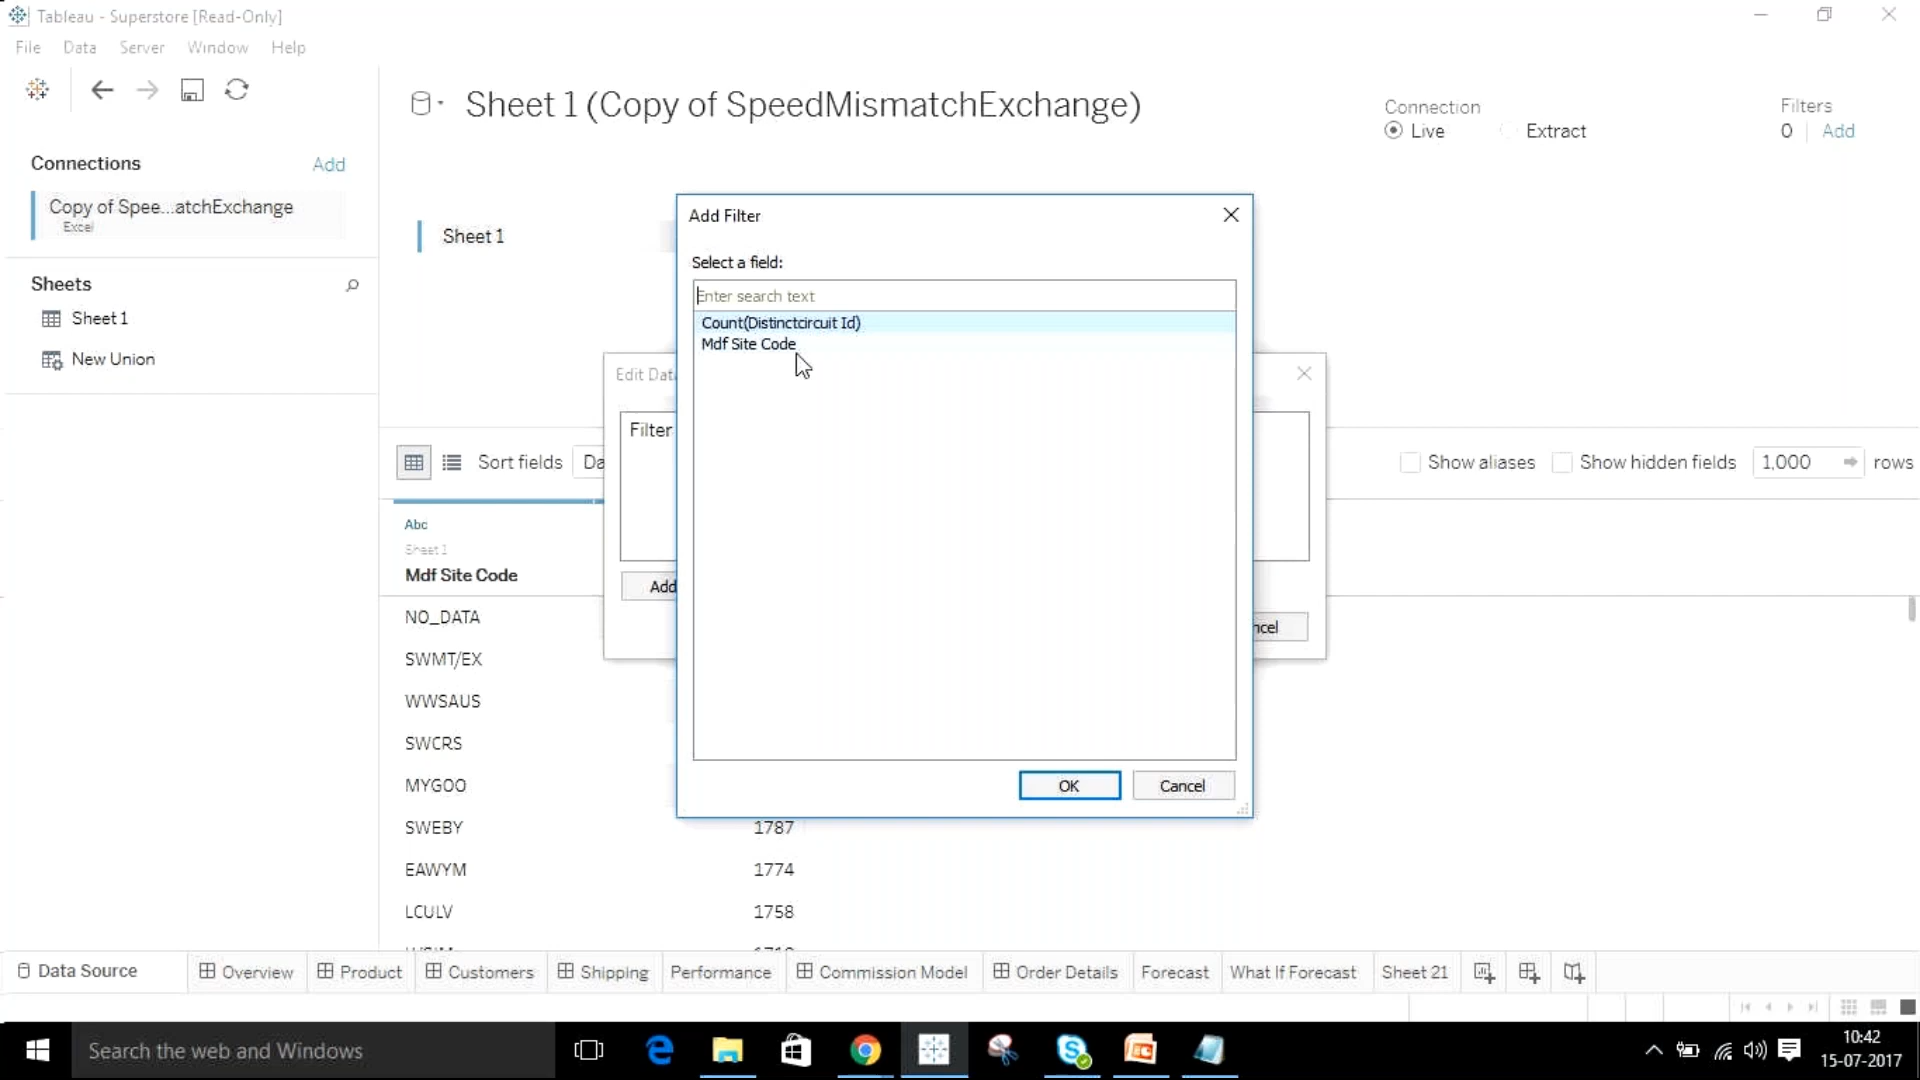 Tableau - Superstore [Read-Only]
File Data Server Window Help
Sheet 1 (Copy of SpeedMismatchExchange)
Connection
Live Extract
Filters
0 Add
Connections Add
Copy of Spee...atchExchange
Excel
Sheet 1
Sheets
Sheet 1
New Union
Add Filter
Select a field:
Enter search text
Count(Distinctcircuit Id)
Mdf Site Code
OK Cancel
Edit Dat
Filter
Add
ncel
Sort fields Da
Show aliases Show hidden fields 1,000 rows
Abc
Sheet 1
Mdf Site Code
NO_DATA
SWMT/EX
WWSAUS
SWCRS
MYGOO
SWEBY 1787
EAWYM 1774
LCULV 1758
Data Source Overview Product Customers Shipping Performance Commission Model Order Details Forecast What If Forecast Sheet 21
Search the web and Windows
10:42
15-07-2017